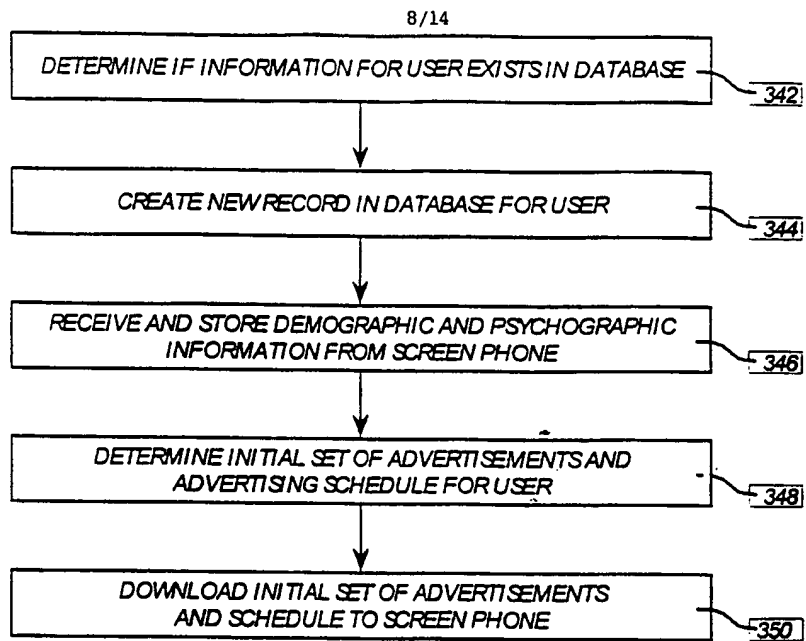 8/14
DETERMINE IF INFORMATION FOR USER EXISTS IN DATABASE
342
CREATE NEW RECORD IN DATABASE FOR USER
344
RECEIVE AND STORE DEMOGRAPHIC AND PSYCHOGRAPHIC
INFORMATION FROM SCREEN PHONE
346
DETERMINE INITIAL SET OF ADVERTISEMENTS AND
ADVERTISING SCHEDULE FOR USER
348
DOWNLOAD INITIAL SET OF ADVERTISEMENTS
AND SCHEDULE TO SCREEN PHONE
350